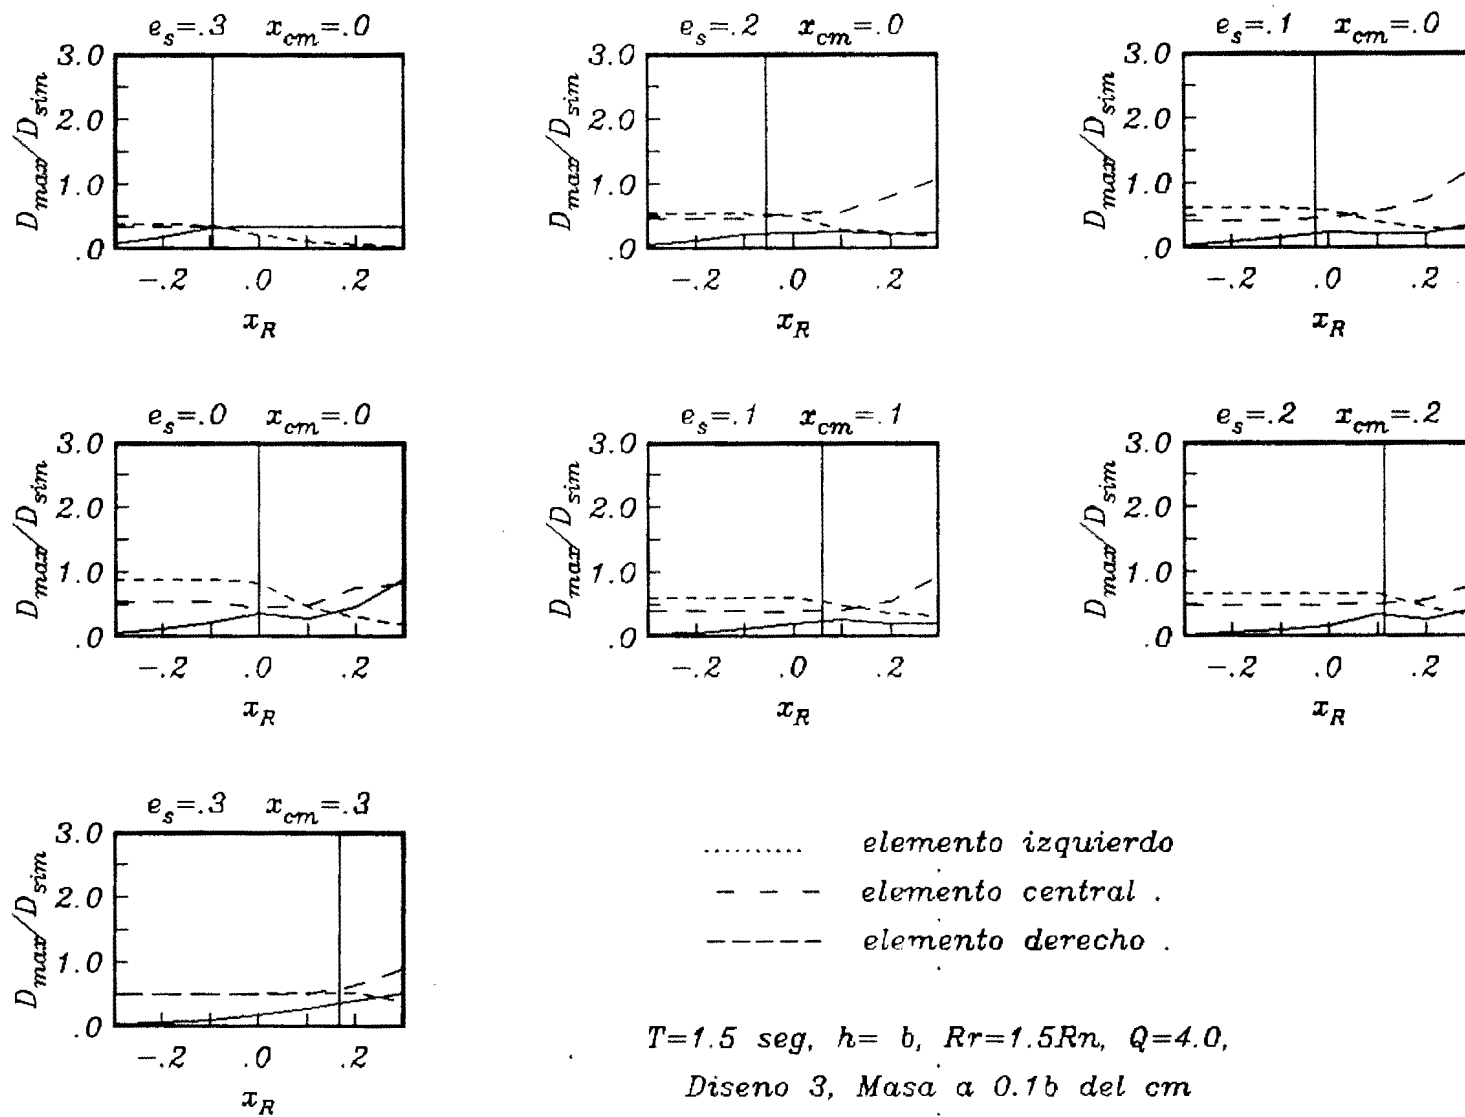 e_s=.3 x_cm=.0
D_max/D_sim
3.0
2.0
1.0
.0
-.2 .0 .2
x_R
e_s=.2 x_cm=.0
D_max/D_sim
3.0
2.0
1.0
.0
-.2 .0 .2
x_R
e_s=.1 x_cm=.0
D_max/D_sim
3.0
2.0
1.0
.0
-.2 .0 .2
x_R
e_s=.0 x_cm=.0
D_max/D_sim
3.0
2.0
1.0
.0
-.2 .0 .2
x_R
e_s=.1 x_cm=.1
D_max/D_sim
3.0
2.0
1.0
.0
-.2 .0 .2
x_R
e_s=.2 x_cm=.2
D_max/D_sim
3.0
2.0
1.0
.0
-.2 .0 .2
x_R
e_s=.3 x_cm=.3
D_max/D_sim
3.0
2.0
1.0
.0
-.2 .0 .2
x_R
elemento izquierdo
elemento central .
elemento derecho .
T=1.5 seg, h= b, Rr=1.5Rn, Q=4.0,
Diseno 3, Masa a 0.1b del cm